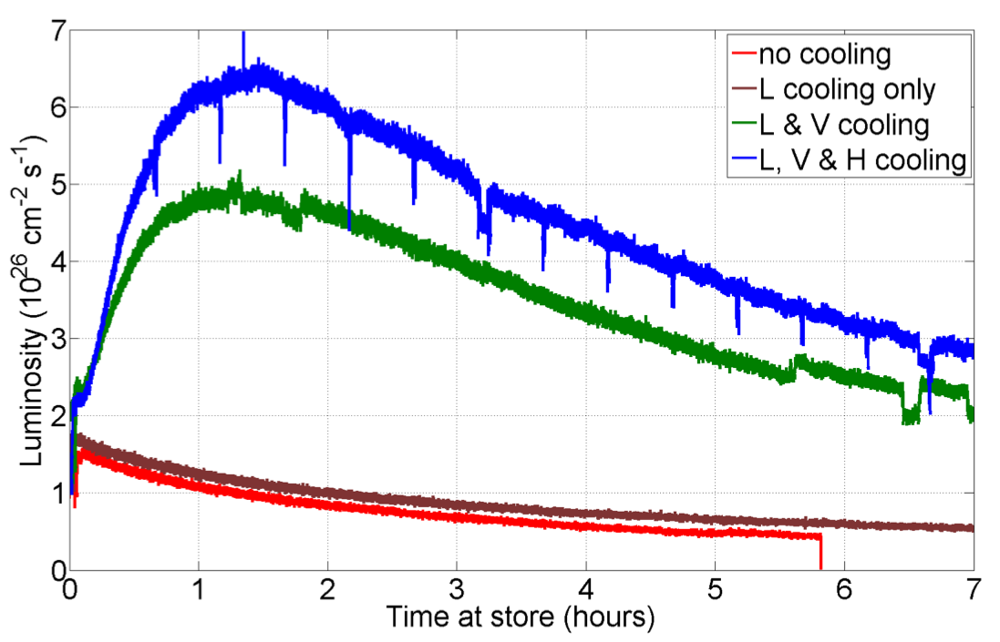 7
6
5
4
3
2
1
0
0 1 2 3 4 5 6 7
Luminosity (10^26 cm^-2 s^-1)
Time at store (hours)
no cooling
L cooling only
L & V cooling
L, V & H cooling